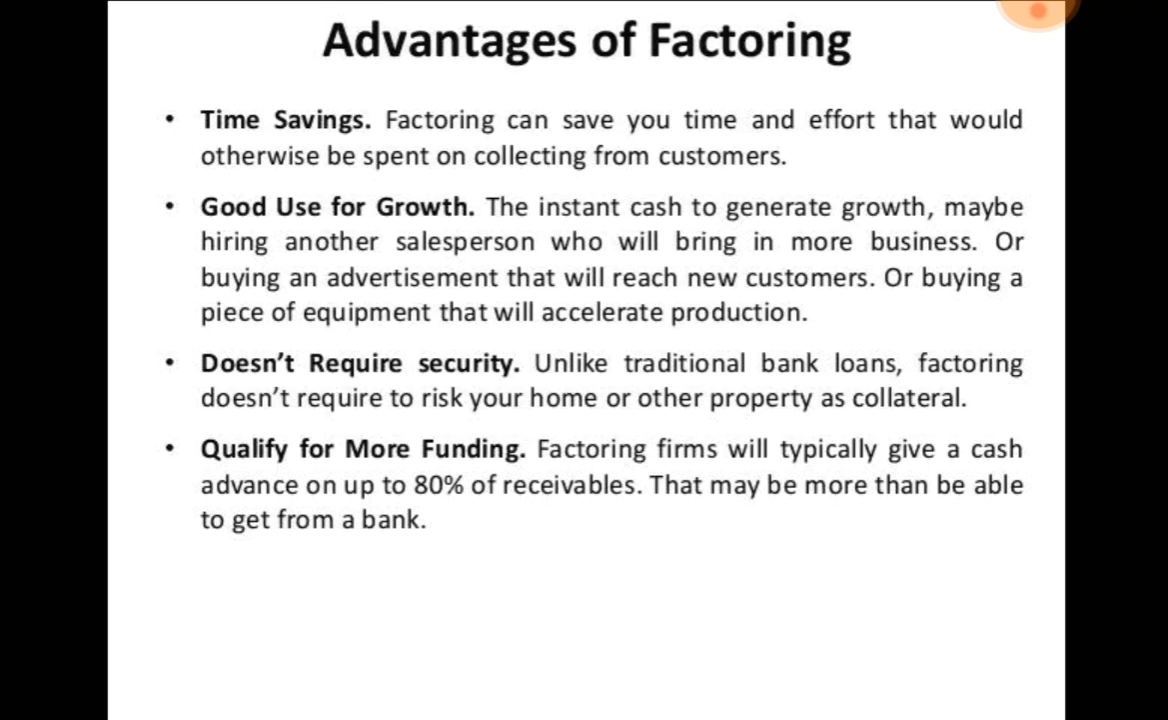 Advantages of Factoring
• Time Savings. Factoring can save you time and effort that would
otherwise be spent on collecting from customers.
• Good Use for Growth. The instant cash to generate growth, maybe
hiring another salesperson who will bring in more business. Or
buying an advertisement that will reach new customers. Or buying a
piece of equipment that will accelerate production.
• Doesn’t Require security. Unlike traditional bank loans, factoring
doesn’t require to risk your home or other property as collateral.
• Qualify for More Funding. Factoring firms will typically give a cash
advance on up to 80% of receivables. That may be more than be able
to get from a bank.